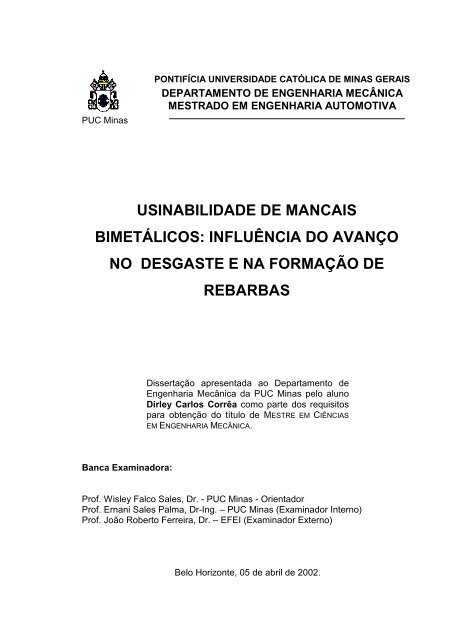 PONTIFÍCIA UNIVERSIDADE CATÓLICA DE MINAS GERAIS
DEPARTAMENTO DE ENGENHARIA MECÂNICA
MESTRADO EM ENGENHARIA AUTOMOTIVA
PUC Minas
USINABILIDADE DE MANCAIS
BIMETÁLICOS: INFLUÊNCIA DO AVANÇO
NO DESGASTE E NA FORMAÇÃO DE
REBARBAS
Dissertação apresentada ao Departamento de
Engenharia Mecânica da PUC Minas pelo aluno
Dirley Carlos Corrêa como parte dos requisitos
para obtenção do título de MESTRE EM CIÊNCIAS
EM ENGENHARIA MECÂNICA.
Banca Examinadora:
Prof. Wisley Falco Sales, Dr. - PUC Minas - Orientador
Prof. Ernani Sales Palma, Dr-Ing. – PUC Minas (Examinador Interno)
Prof. João Roberto Ferreira, Dr. – EFEI (Examinador Externo)
Belo Horizonte, 05 de abril de 2002.